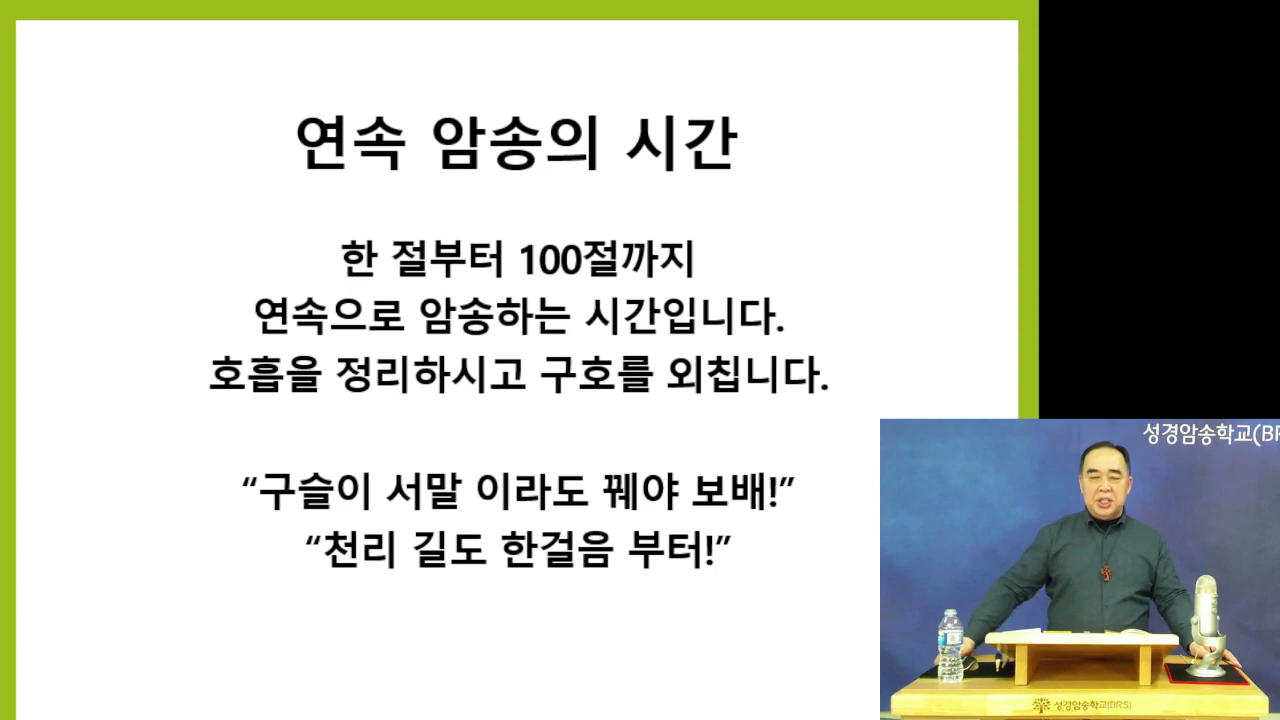 연속 암송의 시간
한 절부터 100절까지
연속으로 암송하는 시간입니다.
호흡을 정리하시고 구호를 외칩니다.
“구슬이 서말 이라도 꿰야 보배!”
“천리 길도 한걸음 부터!”
성경암송학교(BR
성경암송학교(BRS)